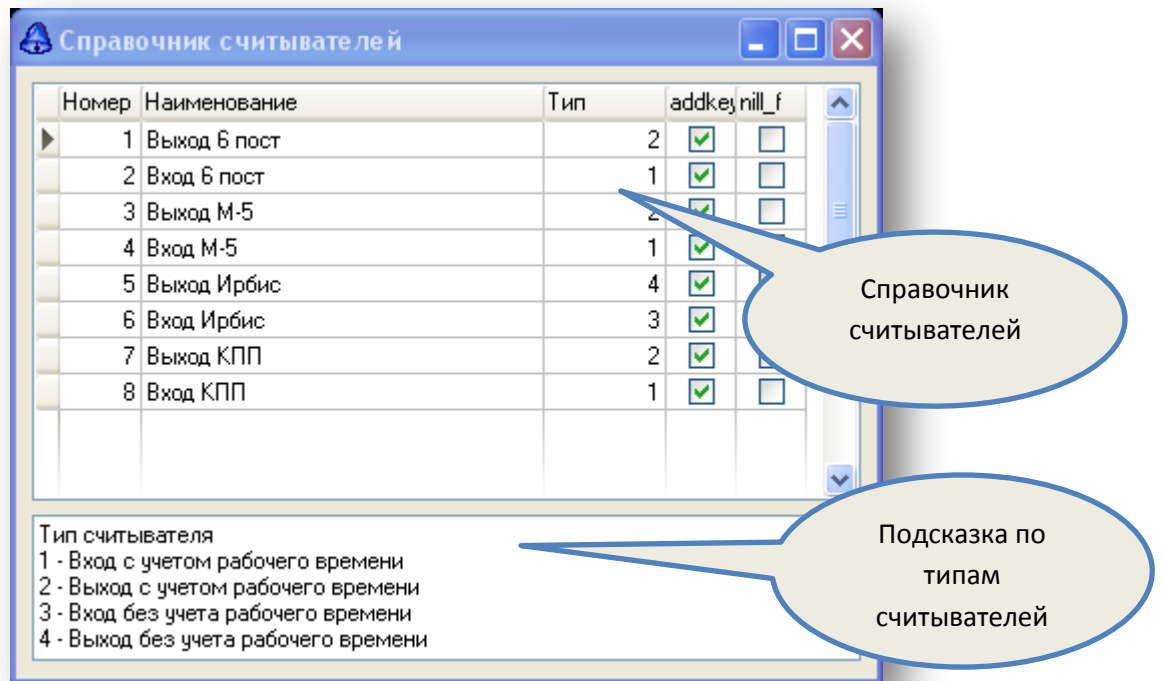 Справочник считывателей
Номер Наименование Тип addkey nill_f
1 Выход 6 пост 2
2 Вход 6 пост 1
3 Выход М-5 2
4 Вход М-5 1
5 Выход Ирбис 4
6 Вход Ирбис 3
7 Выход КПП 2
8 Вход КПП 1
Справочник
считывателей
Тип считывателя
1 - Вход с учетом рабочего времени
2 - Выход с учетом рабочего времени
3 - Вход без учета рабочего времени
4 - Выход без учета рабочего времени
Подсказка по
типам
считывателей